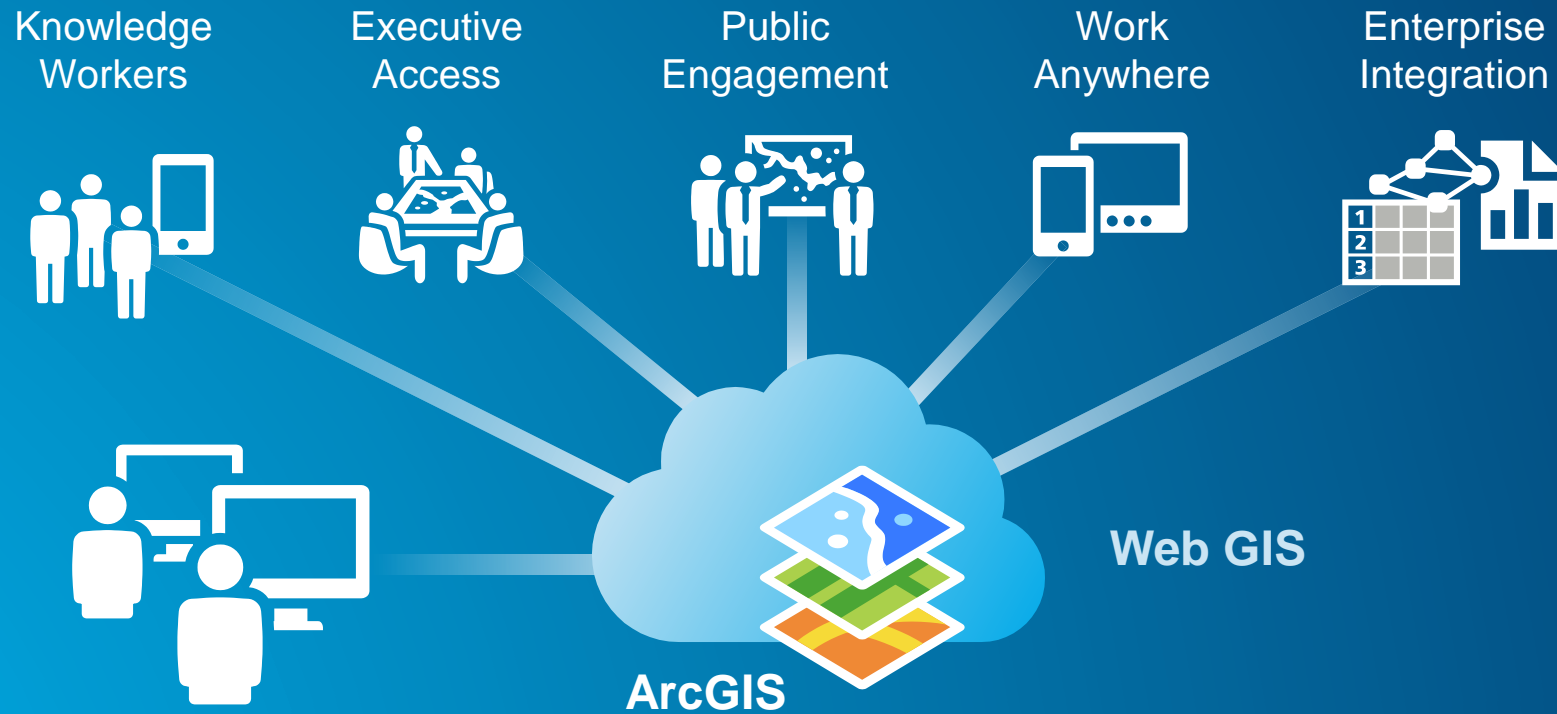 Knowledge
Workers
Executive
Access
Public
Engagement
Work
Anywhere
Enterprise
Integration
1
2
3
Web GIS
ArcGIS